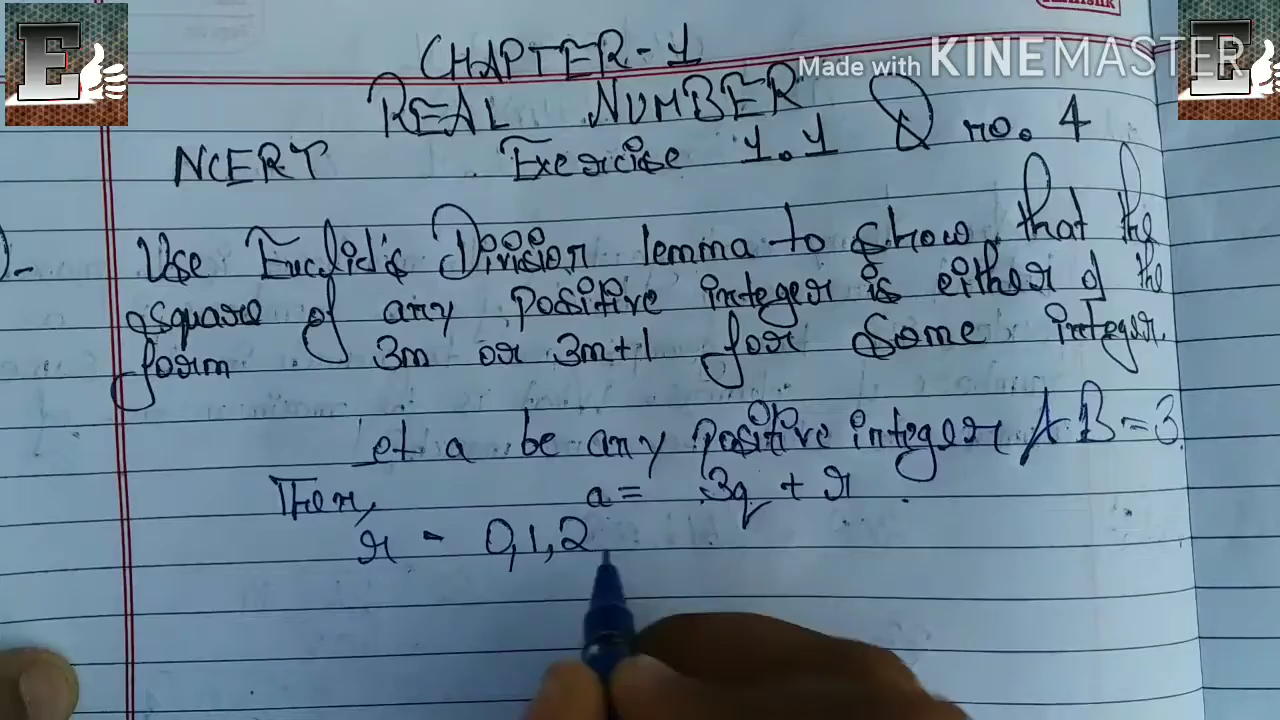 CHAPTER-1
Made with KINEMASTER
REAL NUMBER
NCERT Exercise 1.1 Q no. 4
Use Euclid's Division lemma to show that the
square of any positive integer is either of the
form 3m or 3m+1 for some integer.
et a be any positive integer B=3
Then, a= 3q + r
r - 0,1,2
E
E